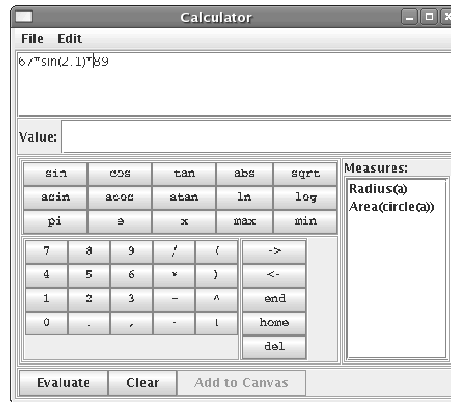 Calculator
File Edit
67*sin(2.1)*89
Value:
sin cos tan abs sqrt
asin acos atan ln log
pi e x max min
7 8 9 / (
4 5 6 * )
1 2 3 - ^
0 . , - !
->
<-
end
home
del
Measures:
Radius(a)
Area(circle(a))
Evaluate Clear Add to Canvas